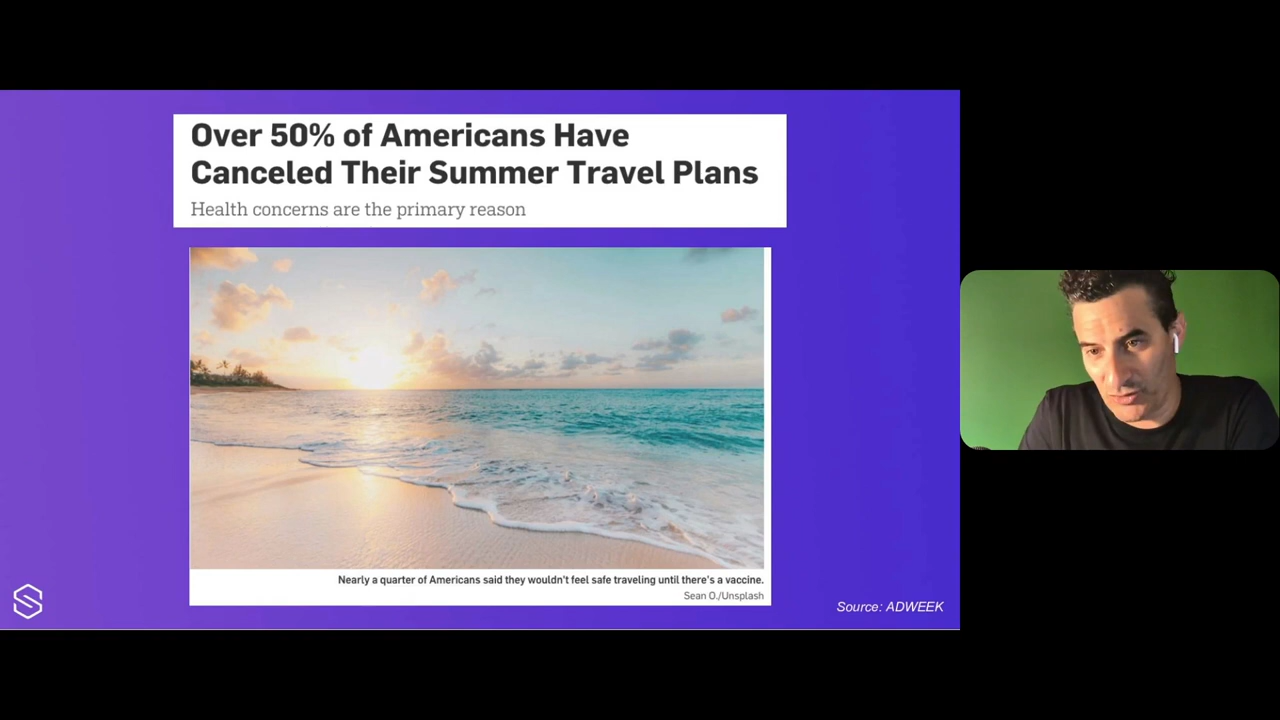 Over 50% of Americans Have
Canceled Their Summer Travel Plans
Health concerns are the primary reason
Nearly a quarter of Americans said they wouldn't feel safe traveling until there's a vaccine.
Sean O./Unsplash
Source: ADWEEK